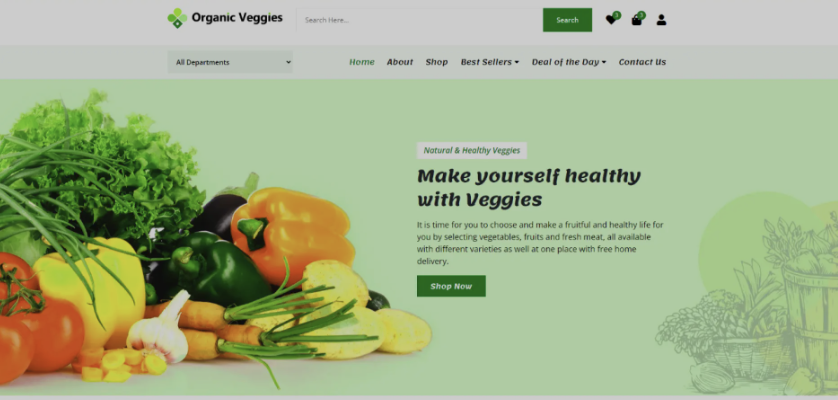 Organic Veggies
Search Here...
Search
All Departments
Home About Shop Best Sellers Deal of the Day Contact Us
Natural & Healthy Veggies
Make yourself healthy
with Veggies
It is time for you to choose and make a fruitful and healthy life for
you by selecting vegetables, fruits and fresh meat, all available
with different varieties as well at one place with free home
delivery.
Shop Now